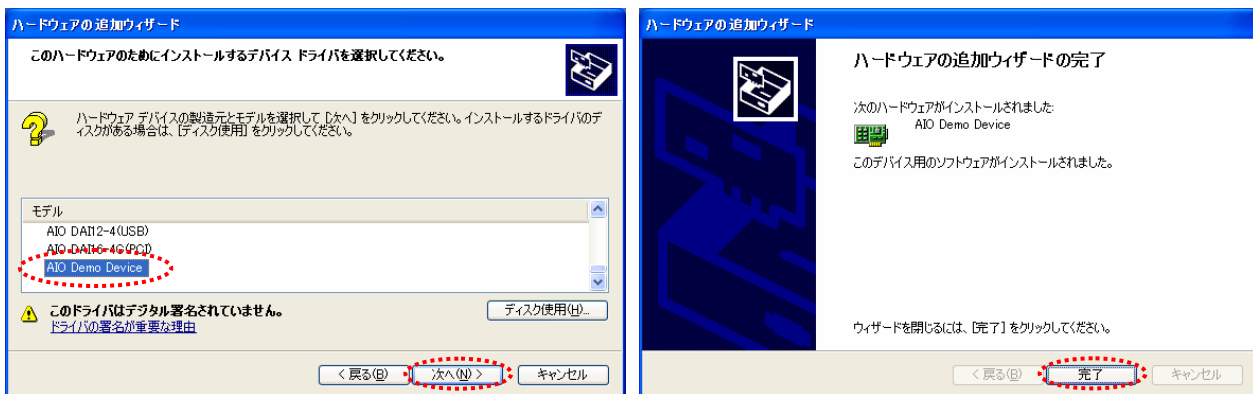 ハードウェアの追加ウィザード
このハードウェアのためにインストールするデバイス ドライバを選択してください。
ハードウェア デバイスの製造元とモデルを選択して [次へ] をクリックしてください。インストールするドライバのデ
ィスクがある場合は、[ディスク使用] をクリックしてください。
モデル
AIO DAI12-4(USB)
AIO DAI16-4C(PCI)
AIO Demo Device
このドライバはデジタル署名されていません。
ディスク使用(H)...
ドライバの署名が重要な理由
< 戻る(B)
次へ(N) >
キャンセル
ハードウェアの追加ウィザード
ハードウェアの追加ウィザードの完了
次のハードウェアがインストールされました:
AIO Demo Device
このデバイス用のソフトウェアがインストールされました。
ウィザードを閉じるには、[完了] をクリックしてください。
< 戻る(B)
完了
キャンセル